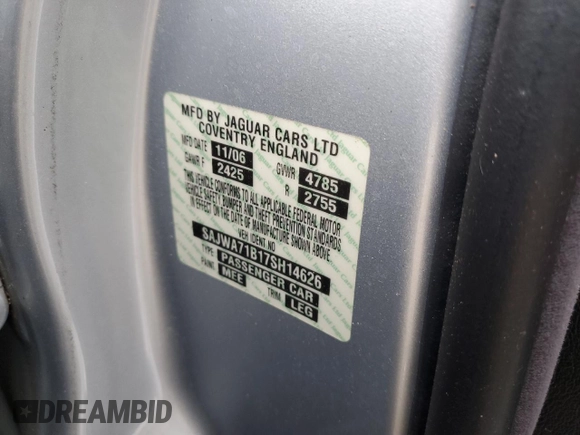 MFD BY JAGUAR CARS LTD
COVENTRY ENGLAND
MFD DATE 11/06 GVWR 4785
GAWR F 2425 R 2755
THIS VEHICLE CONFORMS TO ALL APPLICABLE FEDERAL MOTOR
VEHICLE SAFETY BUMPER, AND THEFT PREVENTION STANDARDS
IN EFFECT ON THE DATE OF MANUFACTURE SHOWN ABOVE.
VEH IDENT.NO
SAJWA71B17SH14626
TYPE PASSENGER CAR
PAINT MEE TRIM LEG
DREAMBID